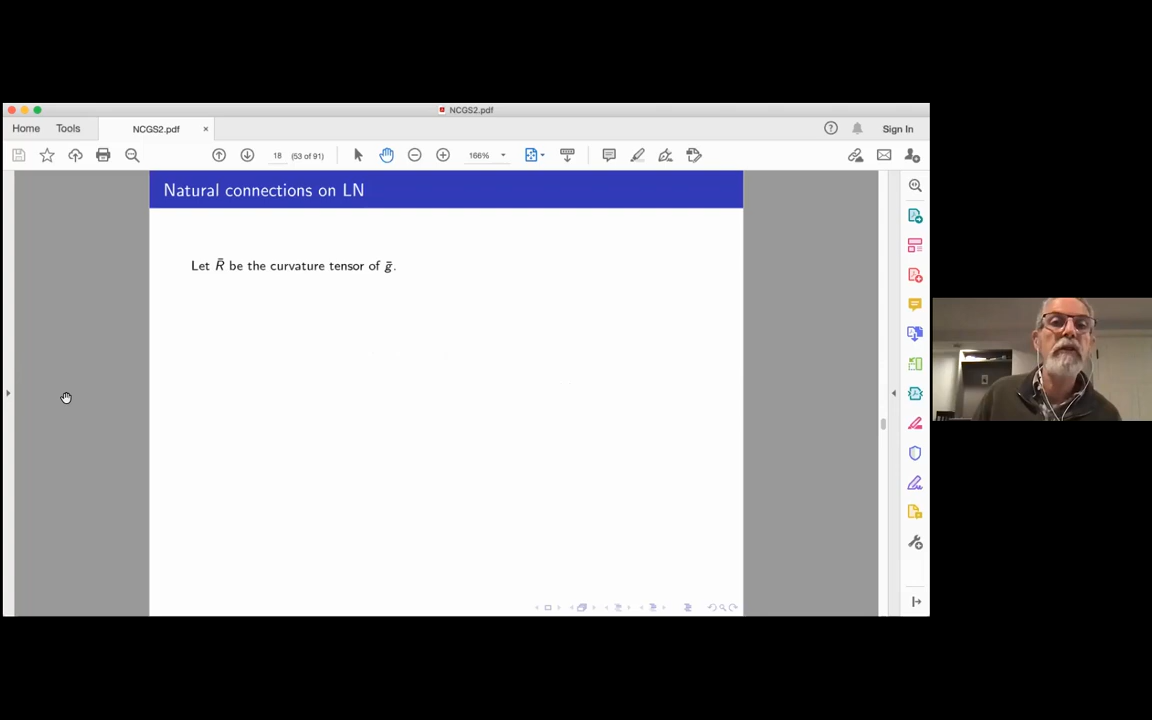 NCGS2.pdf
Home Tools NCGS2.pdf × Sign In
18 (53 of 91) 166%
Natural connections on LN
Let R̄ be the curvature tensor of ḡ.